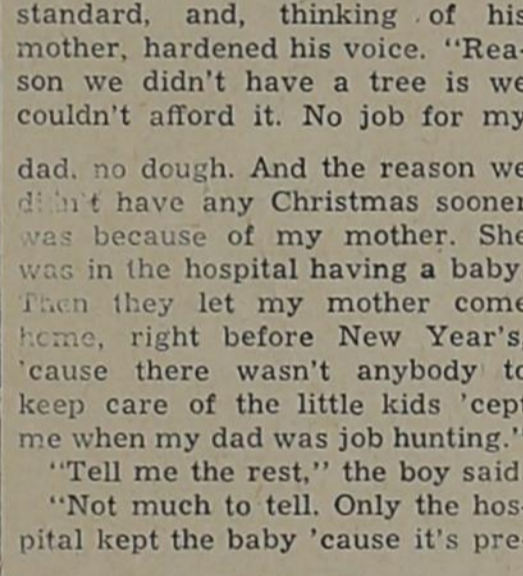 standard, and, thinking of his
mother, hardened his voice. "Rea-
son we didn't have a tree is we
couldn't afford it. No job for my
dad, no dough. And the reason we
didn't have any Christmas sooner
was because of my mother. She
was in the hospital having a baby.
Then they let my mother come
home, right before New Year's,
'cause there wasn't anybody to
keep care of the little kids 'cept
me when my dad was job hunting."
"Tell me the rest," the boy said.
"Not much to tell. Only the hos-
pital kept the baby 'cause it's pre-